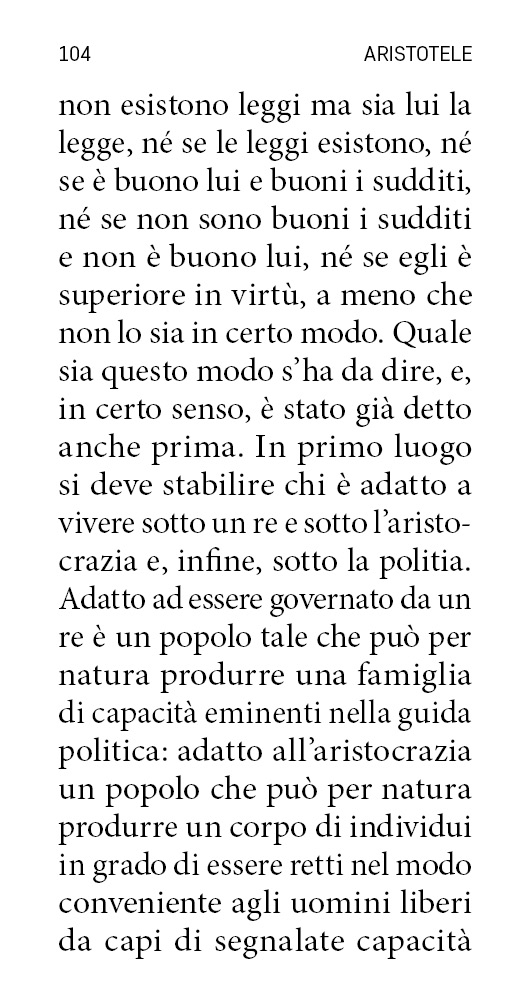 104 ARISTOTELE
non esistono leggi ma sia lui la
legge, né se le leggi esistono, né
se è buono lui e buoni i sudditi,
né se non sono buoni i sudditi
e non è buono lui, né se egli è
superiore in virtù, a meno che
non lo sia in certo modo. Quale
sia questo modo s’ha da dire, e,
in certo senso, è stato già detto
anche prima. In primo luogo
si deve stabilire chi è adatto a
vivere sotto un re e sotto l’aristo-
crazia e, infine, sotto la politia.
Adatto ad essere governato da un
re è un popolo tale che può per
natura produrre una famiglia
di capacità eminenti nella guida
politica: adatto all’aristocrazia
un popolo che può per natura
produrre un corpo di individui
in grado di essere retti nel modo
conveniente agli uomini liberi
da capi di segnalate capacità